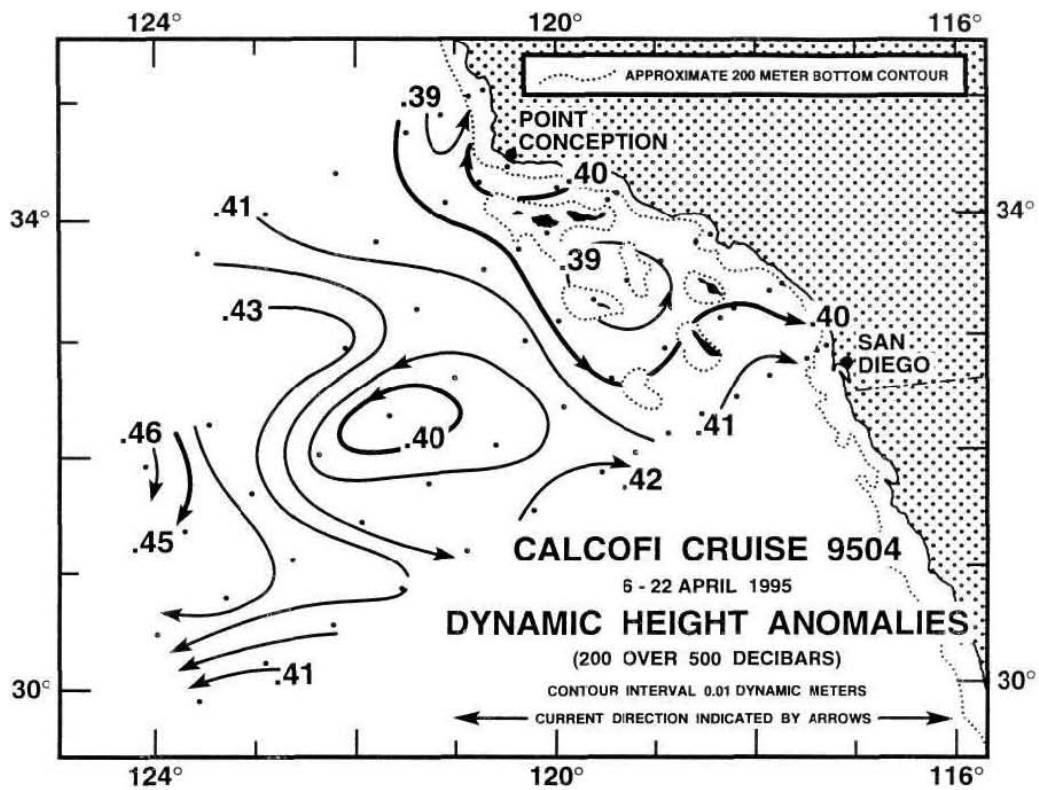 124° 120° 116°
APPROXIMATE 200 METER BOTTOM CONTOUR
.39
POINT
CONCEPTION
.40
.41
34° 34°
.39
.43
.40
SAN
DIEGO
.41
.46
.40
.42
.45
CALCOFI CRUISE 9504
6 - 22 APRIL 1995
DYNAMIC HEIGHT ANOMALIES
(200 OVER 500 DECIBARS)
.41
30° 30°
CONTOUR INTERVAL 0.01 DYNAMIC METERS
CURRENT DIRECTION INDICATED BY ARROWS
124° 120° 116°